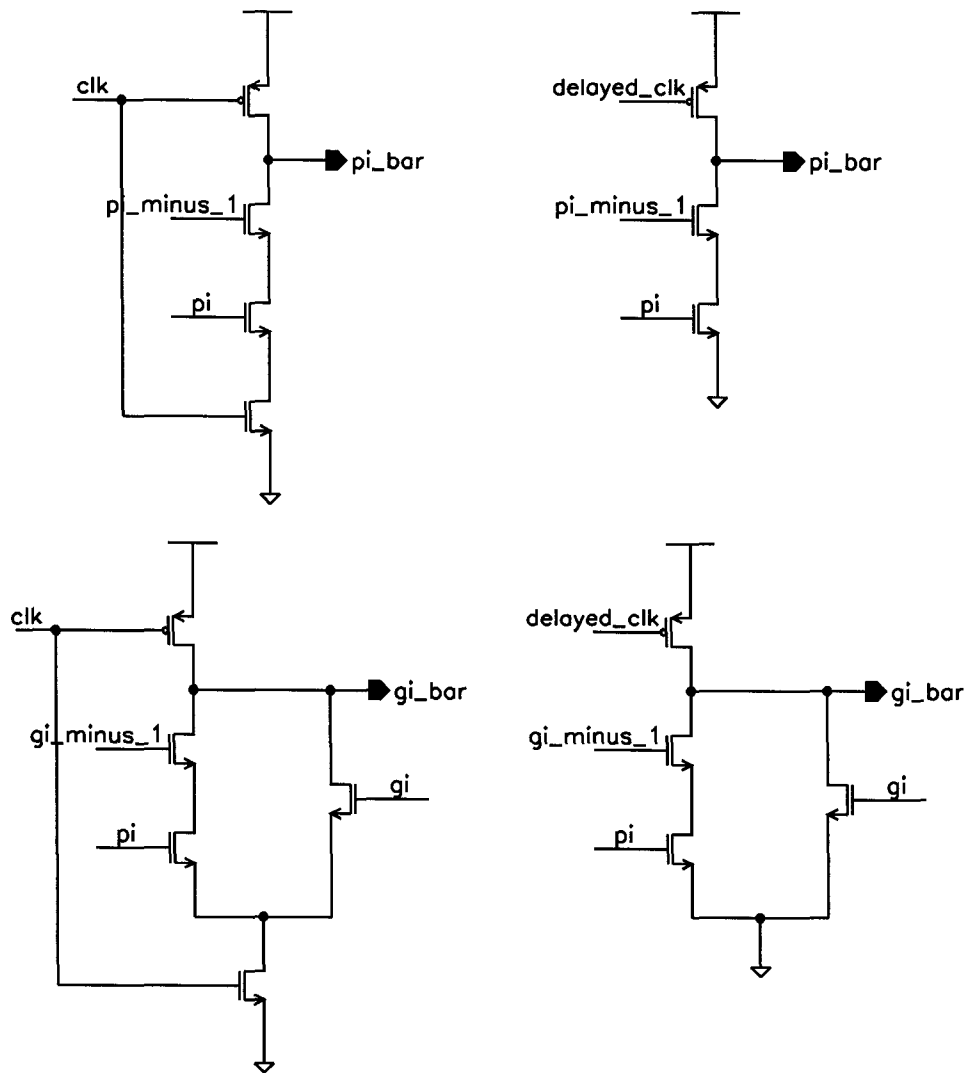 clk
delayed_clk
pi_bar
pi_bar
pi_minus_1
pi_minus_1
pi
pi
clk
delayed_clk
gi_bar
gi_bar
gi_minus_1
gi_minus_1
gi
gi
pi
pi